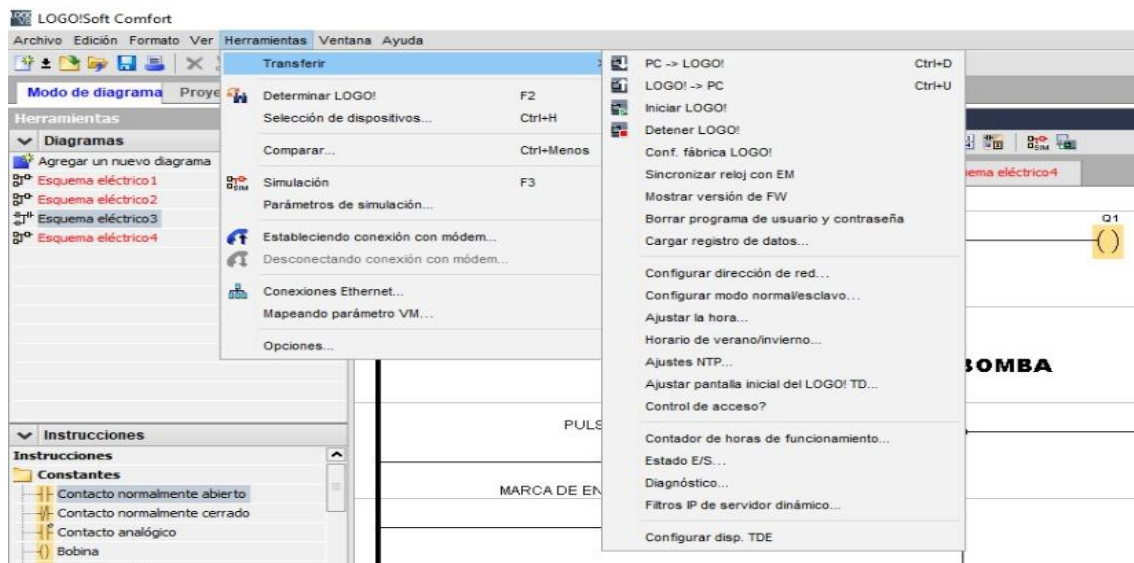 LOGO!Soft Comfort
Archivo Edición Formato Ver Herramientas Ventana Ayuda
Modo de diagrama
Herramientas
Diagramas
Agregar un nuevo diagrama
Esquema eléctrico1
Esquema eléctrico2
Esquema eléctrico3
Esquema eléctrico4
Instrucciones
Instrucciones
Constantes
Contacto normalmente abierto
Contacto normalmente cerrado
Contacto analógico
Bobina
Transferir
Determinar LOGO! F2
Selección de dispositivos... Ctrl+H
Comparar... Ctrl+Menos
Simulación F3
Parámetros de simulación...
Estableciendo conexión con módem...
Desconectando conexión con módem...
Conexiones Ethernet...
Mapeando parámetro VM...
Opciones...
PC -> LOGO! Ctrl+D
LOGO! -> PC Ctrl+U
Iniciar LOGO!
Detener LOGO!
Conf. fábrica LOGO!
Sincronizar reloj con EM
Mostrar versión de FW
Borrar programa de usuario y contraseña
Cargar registro de datos...
Configurar dirección de red...
Configurar modo normal/esclavo...
Ajustar la hora...
Horario de verano/invierno...
Ajustes NTP...
Ajustar pantalla inicial del LOGO! TD...
Control de acceso?
Contador de horas de funcionamiento...
Estado E/S...
Diagnóstico...
Filtros IP de servidor dinámico...
Configurar disp. TDE
eléctrico4
Q1
BOMBA
MARCA DE